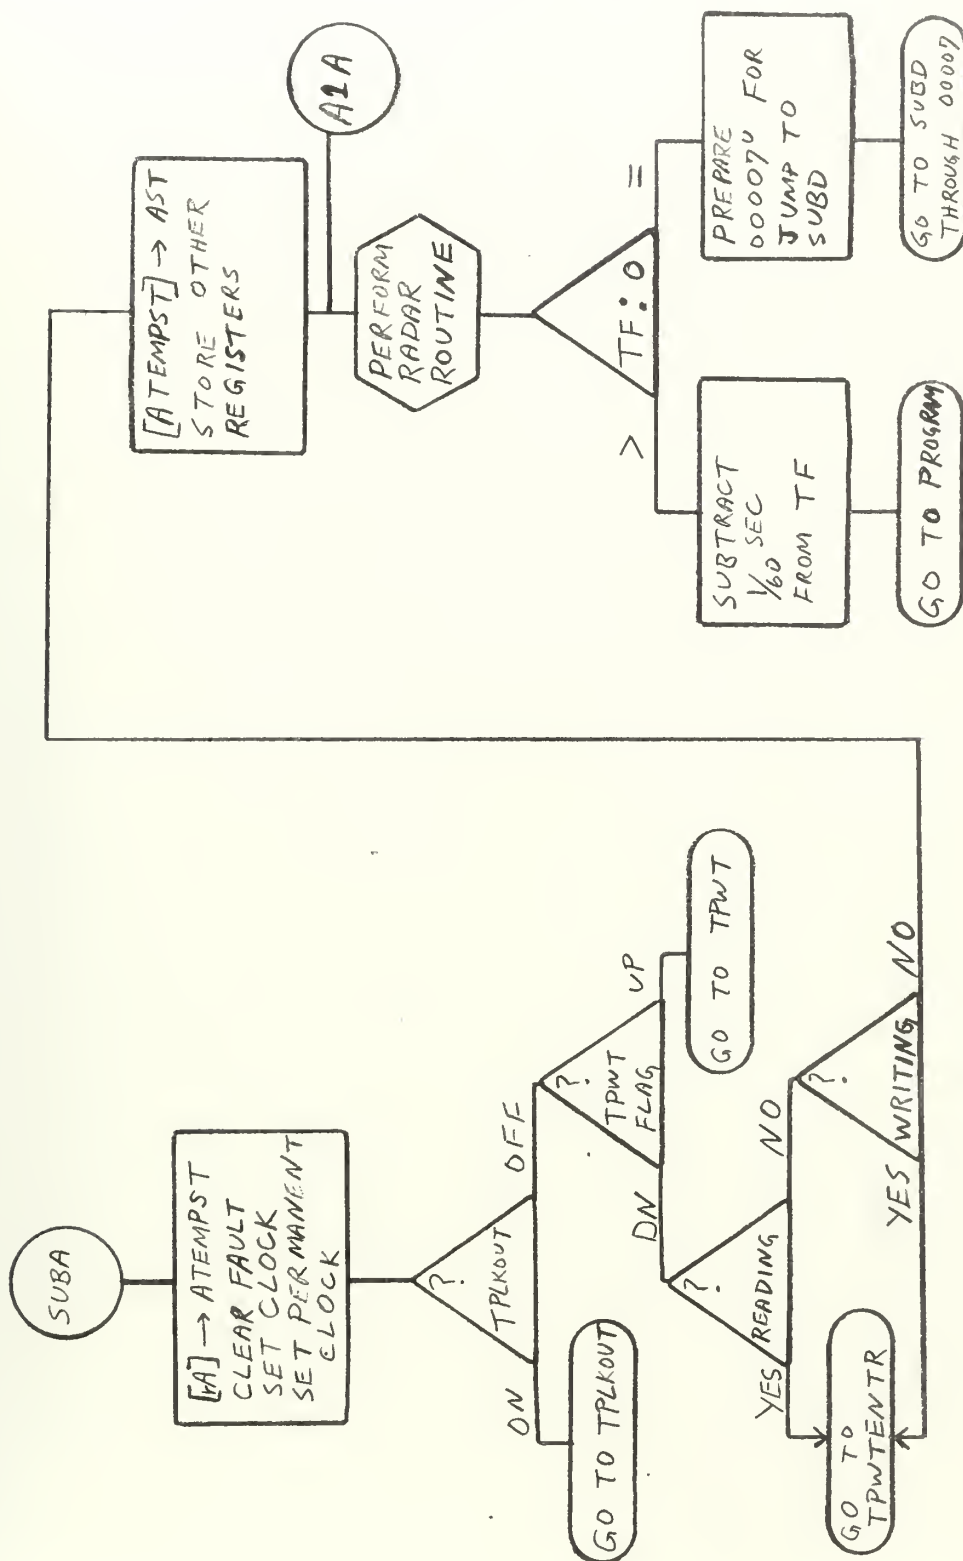 SUBA
[rA] → ATEMPST
CLEAR FAULT
SET CLOCK
SET PERMANENT
CLOCK
?
TPLKOUT
ON
OFF
GO TO TPLKOUT
?
TPWT
FLAG
DN
UP
GO TO TPWT
?
READING
YES
NO
GO TO
TPWTENTR
?
WRITING
YES
NO
[ATEMPST] → AST
STORE OTHER
REGISTERS
A2A
PERFORM
RADAR
ROUTINE
TF:0
>
=
SUBTRACT
1/60 SEC
FROM TF
GO TO PROGRAM
PREPARE
00007U FOR
JUMP TO
SUBD
GO TO SUBD
THROUGH 00007